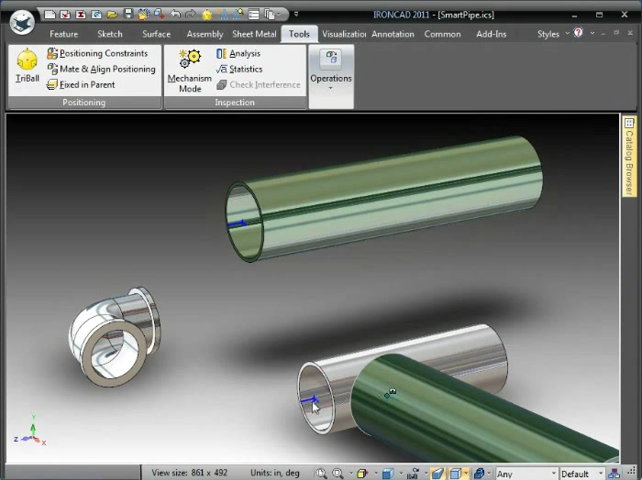 IRONCAD 2011 - [SmartPipe.ics]
Feature Sketch Surface Assembly Sheet Metal Tools Visualization Annotation Common Add-Ins Styles
Positioning Constraints
Mate & Align Positioning
Fixed in Parent
TriBall
Positioning
Mechanism
Mode
Analysis
Statistics
Check Interference
Inspection
Operations
Catalog Browser
Y
Z
X
View size: 861 x 492 Units: in, deg Any Default